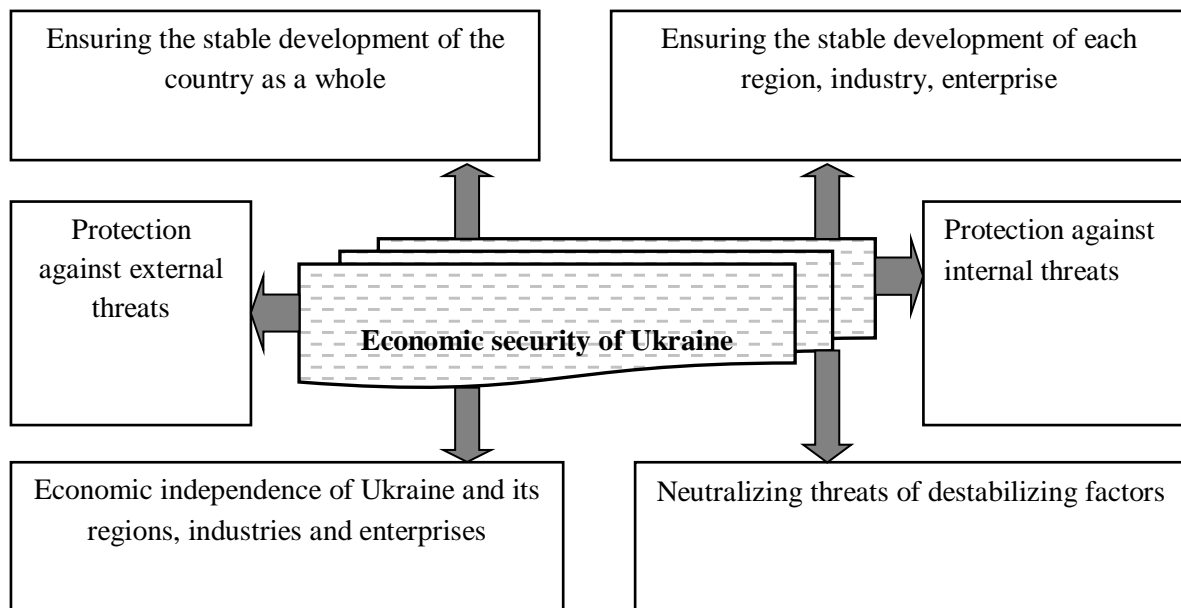 Ensuring the stable development of the
country as a whole
Ensuring the stable development of each
region, industry, enterprise
Protection
against external
threats
Protection against
internal threats
Economic security of Ukraine
Economic independence of Ukraine and its
regions, industries and enterprises
Neutralizing threats of destabilizing factors